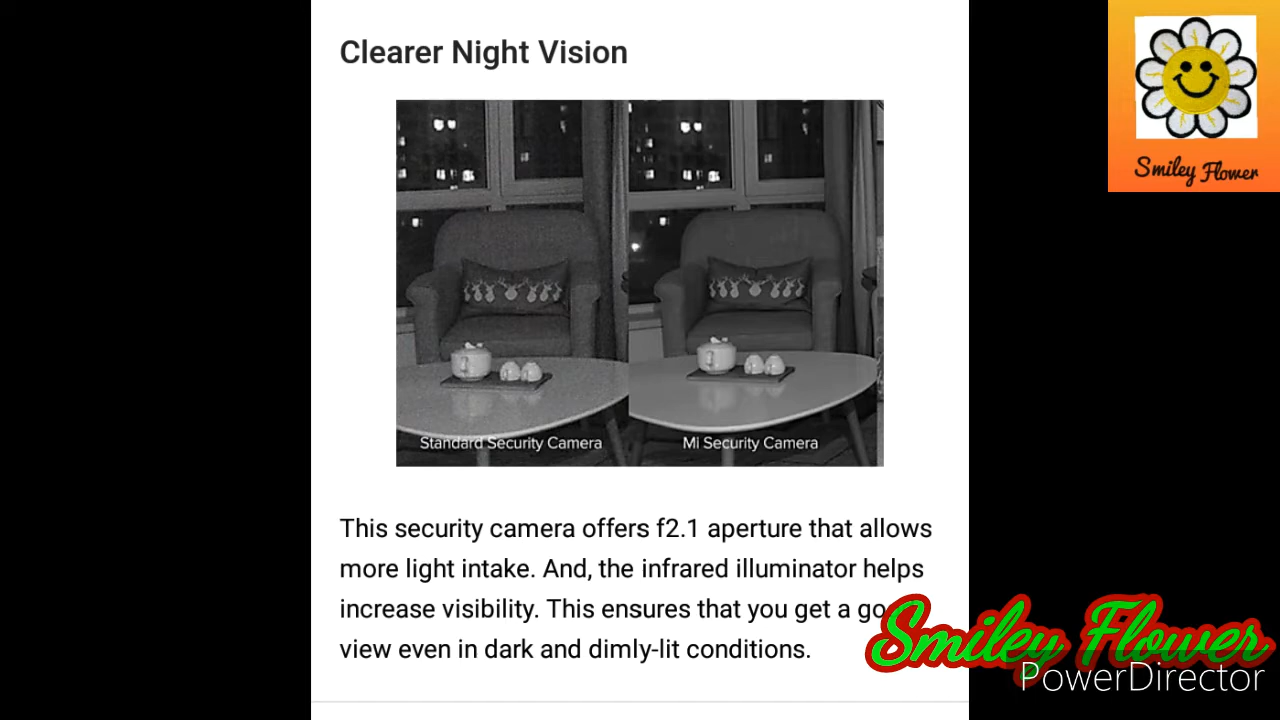 Clearer Night Vision
Smiley Flower
Standard Security Camera
Mi Security Camera
This security camera offers f2.1 aperture that allows
more light intake. And, the infrared illuminator helps
increase visibility. This ensures that you get a
view even in dark and dimly-lit conditions.
Smiley Flower
PowerDirector